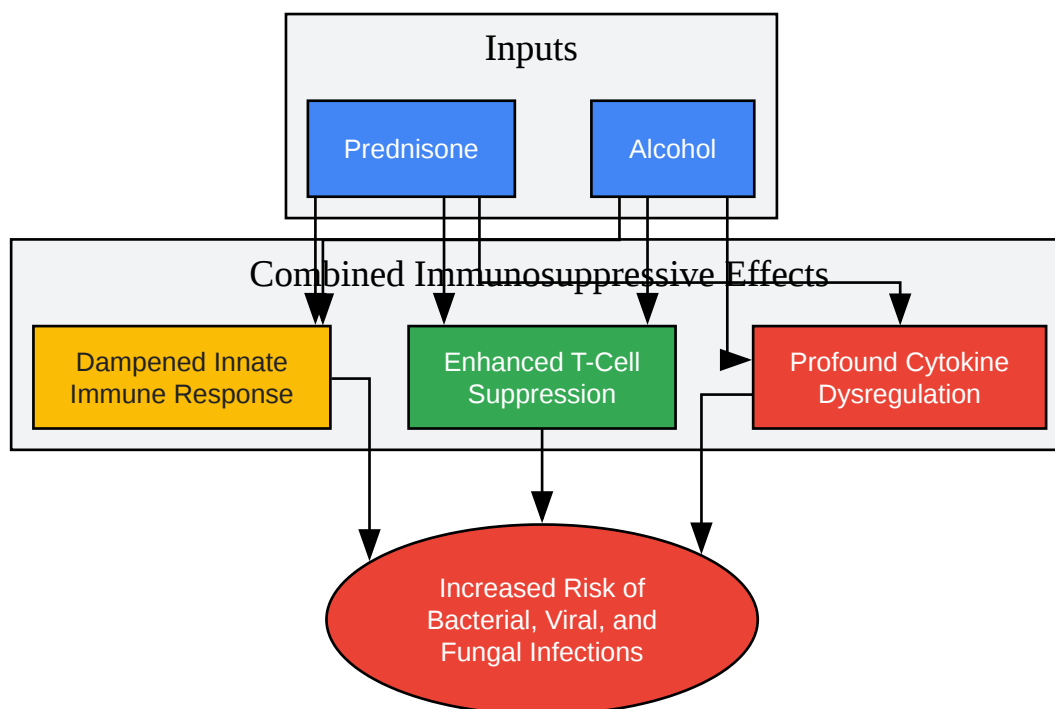 Inputs
Prednisone
Alcohol
Combined Immunosuppressive Effects
Dampened Innate
Immune Response
Enhanced T-Cell
Suppression
Profound Cytokine
Dysregulation
Increased Risk of
Bacterial, Viral, and
Fungal Infections